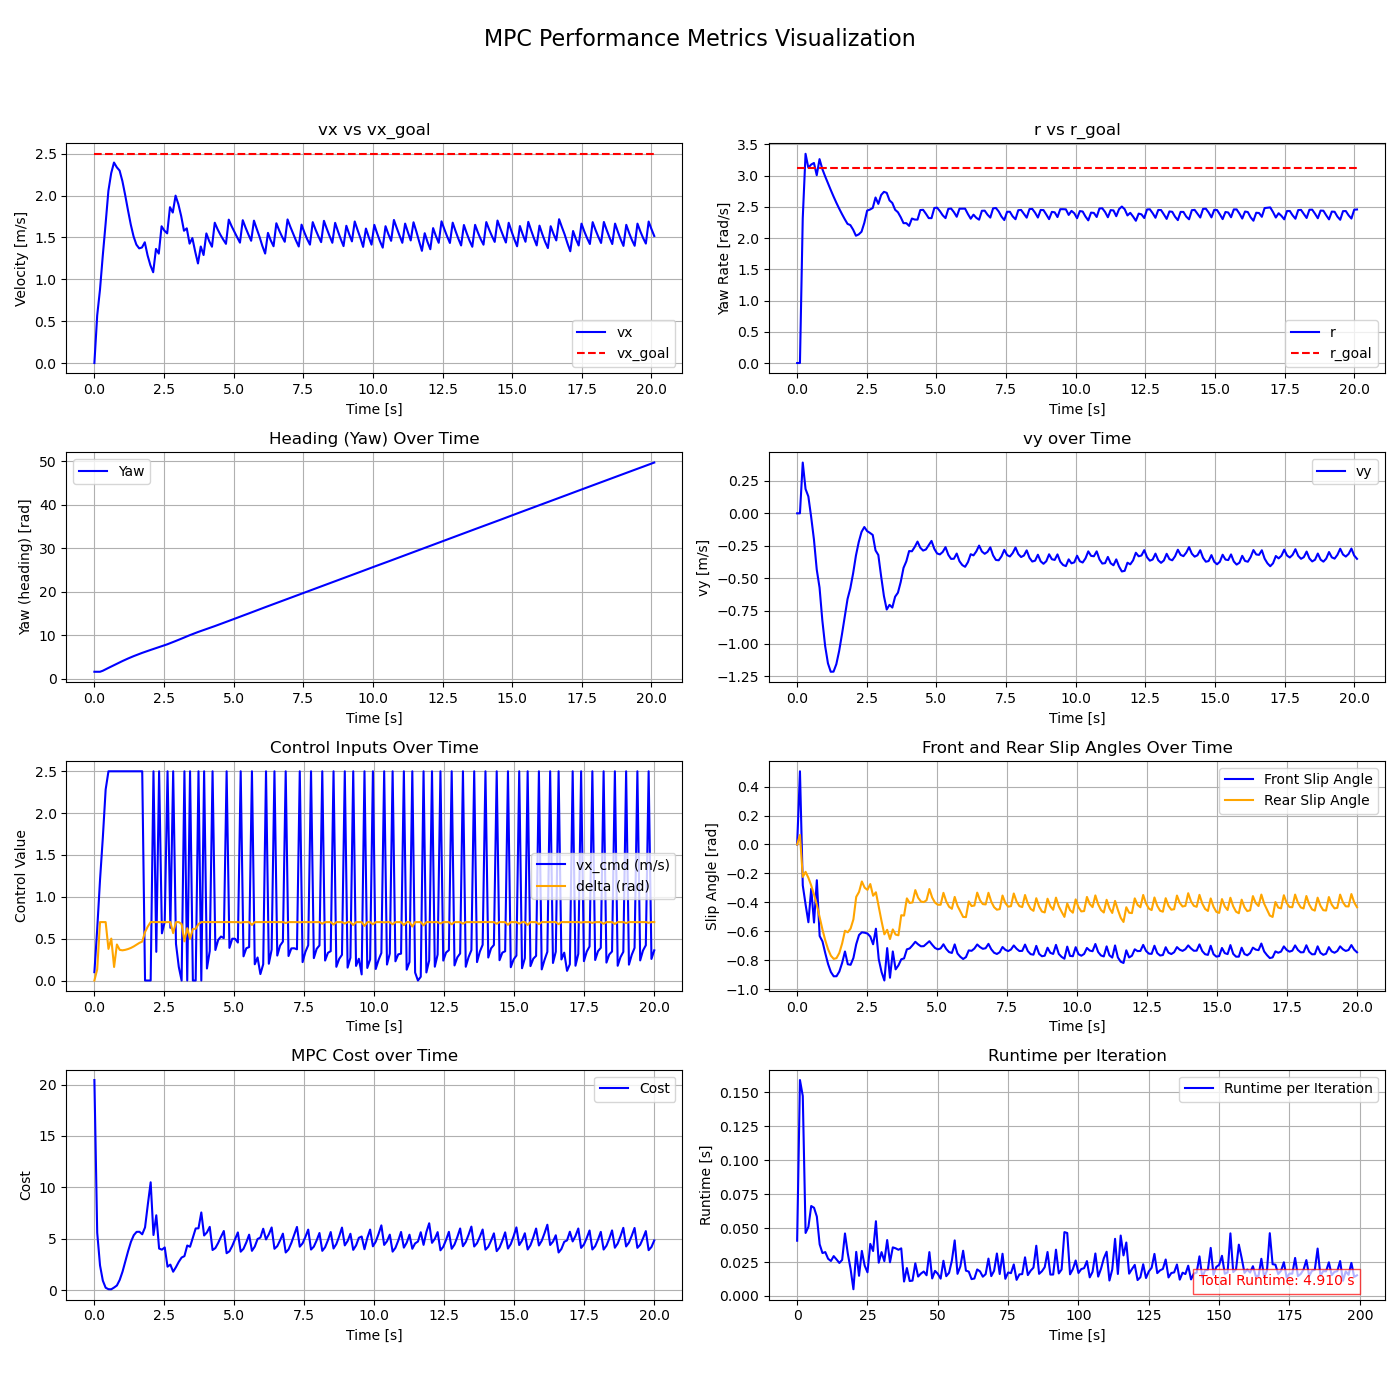 MPC Performance Metrics Visualization
vx vs vx_goal
Velocity [m/s]
2.5
2.0
1.5
1.0
0.5
0.0
vx
vx_goal
0.0 2.5 5.0 7.5 10.0 12.5 15.0 17.5 20.0
Time [s]
r vs r_goal
Yaw Rate [rad/s]
3.5
3.0
2.5
2.0
1.5
1.0
0.5
0.0
r
r_goal
0.0 2.5 5.0 7.5 10.0 12.5 15.0 17.5 20.0
Time [s]
Heading (Yaw) Over Time
Yaw (heading) [rad]
50
40
30
20
10
0
Yaw
0.0 2.5 5.0 7.5 10.0 12.5 15.0 17.5 20.0
Time [s]
vy over Time
vy [m/s]
0.25
0.00
−0.25
−0.50
−0.75
−1.00
−1.25
vy
0.0 2.5 5.0 7.5 10.0 12.5 15.0 17.5 20.0
Time [s]
Control Inputs Over Time
Control Value
2.5
2.0
1.5
1.0
0.5
0.0
vx_cmd (m/s)
delta (rad)
0.0 2.5 5.0 7.5 10.0 12.5 15.0 17.5 20.0
Time [s]
Front and Rear Slip Angles Over Time
Slip Angle [rad]
0.4
0.2
0.0
−0.2
−0.4
−0.6
−0.8
−1.0
Front Slip Angle
Rear Slip Angle
0.0 2.5 5.0 7.5 10.0 12.5 15.0 17.5 20.0
Time [s]
MPC Cost over Time
Cost
20
15
10
5
0
Cost
0.0 2.5 5.0 7.5 10.0 12.5 15.0 17.5 20.0
Time [s]
Runtime per Iteration
Runtime [s]
0.150
0.125
0.100
0.075
0.050
0.025
0.000
Runtime per Iteration
Total Runtime: 4.910 s
0 25 50 75 100 125 150 175 200
Time [s]